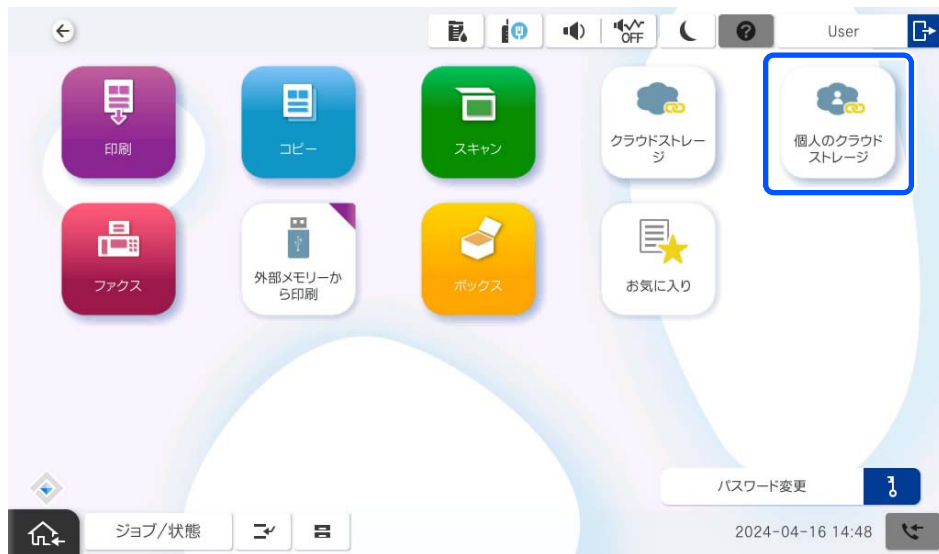 OFF
User
印刷
コピー
スキャン
クラウドストレー
ジ
個人のクラウド
ストレージ
ファクス
外部メモリーか
ら印刷
ボックス
お気に入り
パスワード変更
ジョブ/状態
2024-04-16 14:48